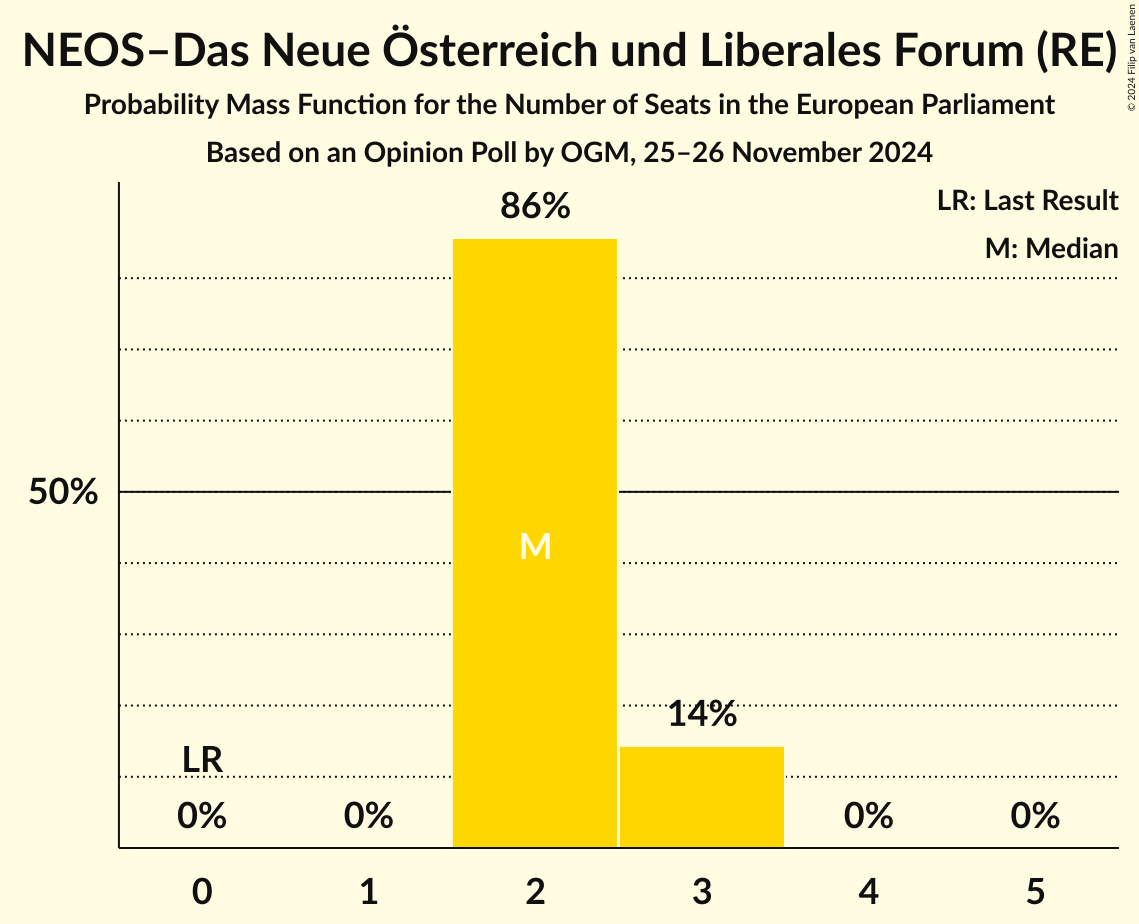 NEOS–Das Neue Österreich und Liberales Forum (RE)
Probability Mass Function for the Number of Seats in the European Parliament
Based on an Opinion Poll by OGM, 25–26 November 2024
© 2024 Filip van Laenen
LR: Last Result
M: Median
86%
50%
M
14%
LR
0%
0%
0%
0%
0
1
2
3
4
5